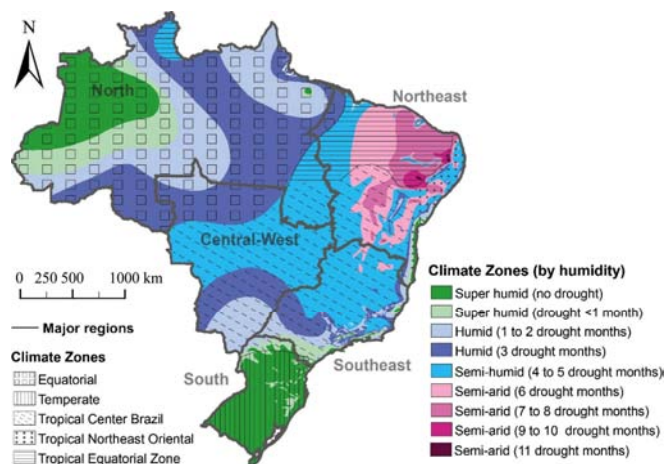 N
North
Northeast
Central-West
0 250 500 1000 km
Major regions
Climate Zones
Equatorial
Temperate
Tropical Center Brazil
Tropical Northeast Oriental
Tropical Equatorial Zone
South
Southeast
Climate Zones (by humidity)
Super humid (no drought)
Super humid (drought <1 month)
Humid (1 to 2 drought months)
Humid (3 drought months)
Semi-humid (4 to 5 drought months)
Semi-arid (6 drought months)
Semi-arid (7 to 8 drought months)
Semi-arid (9 to 10 drought months)
Semi-arid (11 drought months)